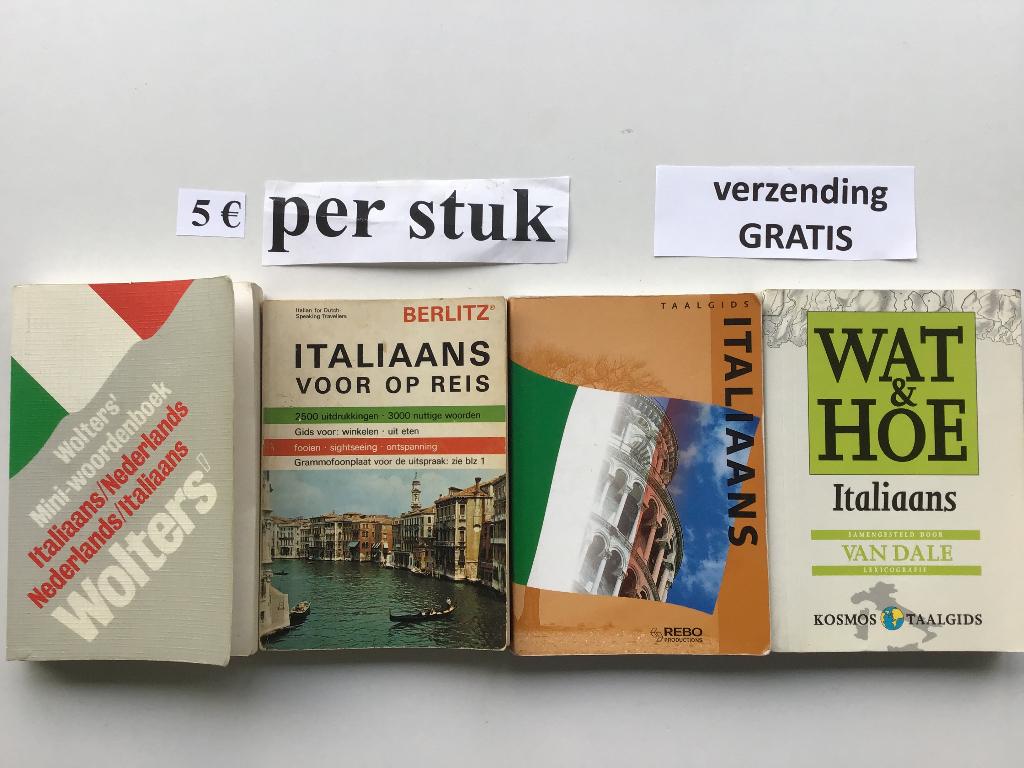 5 €
per stuk
verzending
GRATIS
Wolters'
Mini-woordenboek
Italiaans/Nederlands
Nederlands/Italiaans
Wolters'
Italian for Dutch-
Speaking Travellers
BERLITZ®
ITALIAANS
VOOR OP REIS
2500 uitdrukkingen · 3000 nuttige woorden
Gids voor: winkelen · uit eten
fooien · sightseeing · ontspanning
Grammofoonplaat voor de uitspraak: zie blz 1
TAALGIDS
ITALIAANS
REBO
PRODUCTIONS
WAT
&
HOE
Italiaans
SAMENGESTELD DOOR
VAN DALE
LEXICOGRAFIE
KOSMOS TAALGIDS